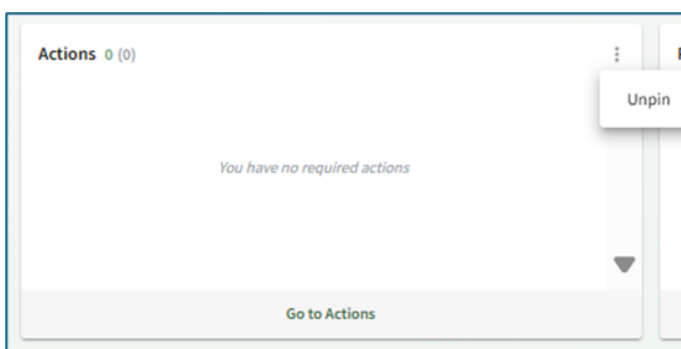 Actions 0 (0)
Unpin
You have no required actions
Go to Actions